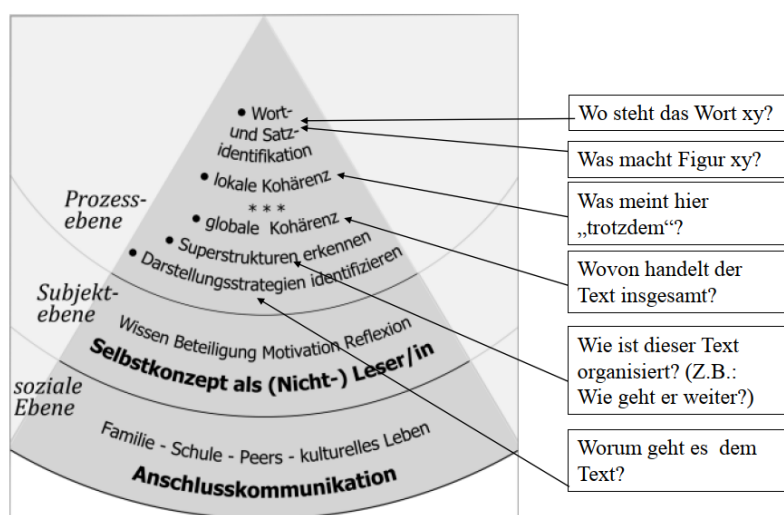 • Wort-
und Satz-
identifikation
• lokale Kohärenz
* * *
• globale Kohärenz
• Superstrukturen erkennen
• Darstellungsstrategien identifizieren
Prozess-
ebene
Subjekt-
ebene
Wissen Beteiligung Motivation Reflexion
Selbstkonzept als (Nicht-) Leser/in
soziale
Ebene
Familie - Schule - Peers - kulturelles Leben
Anschlusskommunikation
Wo steht das Wort xy?
Was macht Figur xy?
Was meint hier
„trotzdem“?
Wovon handelt der
Text insgesamt?
Wie ist dieser Text
organisiert? (Z.B.:
Wie geht er weiter?)
Worum geht es dem
Text?